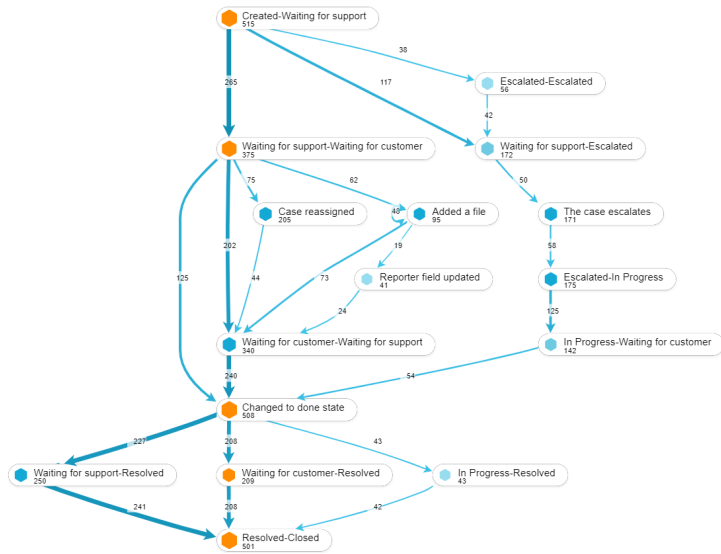 Created-Waiting for support
515
38
265
117
Escalated-Escalated
56
42
Waiting for support-Waiting for customer
375
Waiting for support-Escalated
172
75
62
50
Case reassigned
205
48
Added a file
95
The case escalates
171
202
19
58
125
44
73
Reporter field updated
41
Escalated-In Progress
175
24
125
Waiting for customer-Waiting for support
340
In Progress-Waiting for customer
142
240
54
Changed to done state
508
227
208
43
Waiting for support-Resolved
250
Waiting for customer-Resolved
209
In Progress-Resolved
43
241
208
42
Resolved-Closed
501